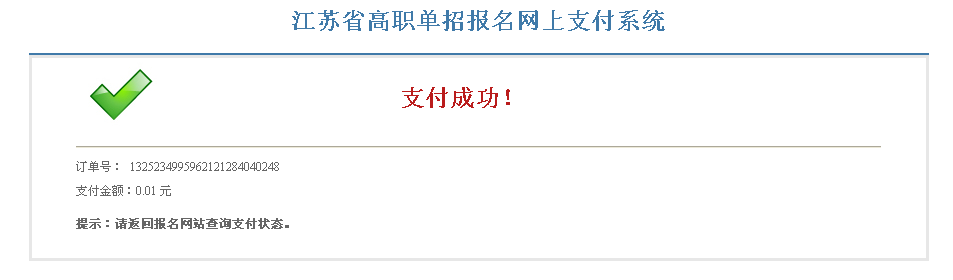 江苏省高职单招报名网上支付系统
支付成功！
订单号： 1325234995962121284040248
支付金额：0.01 元
提示：请返回报名网站查询支付状态。